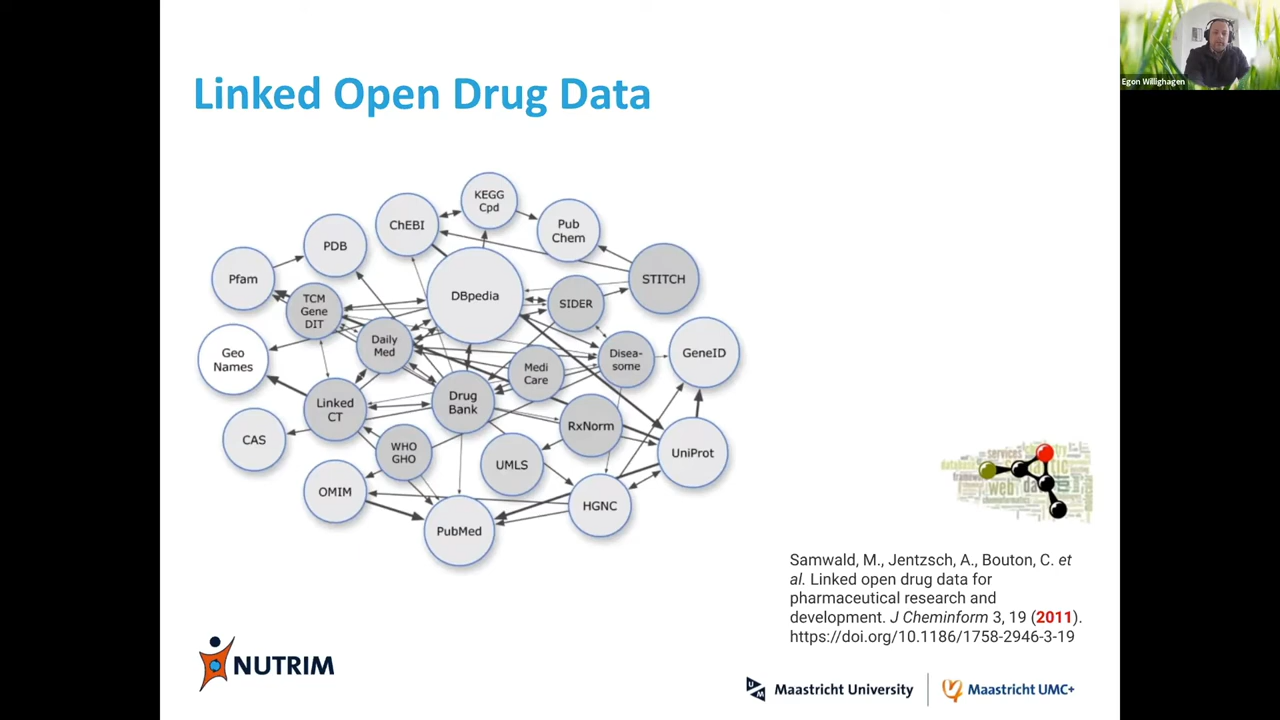 Linked Open Drug Data
Egon Willighagen
KEGG
Cpd
ChEBI
Pub
Chem
PDB
Pfam
STITCH
DBpedia
SIDER
TCM
Gene
DIT
Daily
Med
Geo
Names
Medi
Care
Disea-
some
GeneID
Linked
CT
Drug
Bank
RxNorm
CAS
WHO
GHO
UMLS
UniProt
OMIM
HGNC
PubMed
services
web
Samwald, M., Jentzsch, A., Bouton, C. et
al. Linked open drug data for
pharmaceutical research and
development. J Cheminform 3, 19 (2011).
https://doi.org/10.1186/1758-2946-3-19
NUTRIM
UM
Maastricht University
Maastricht UMC+